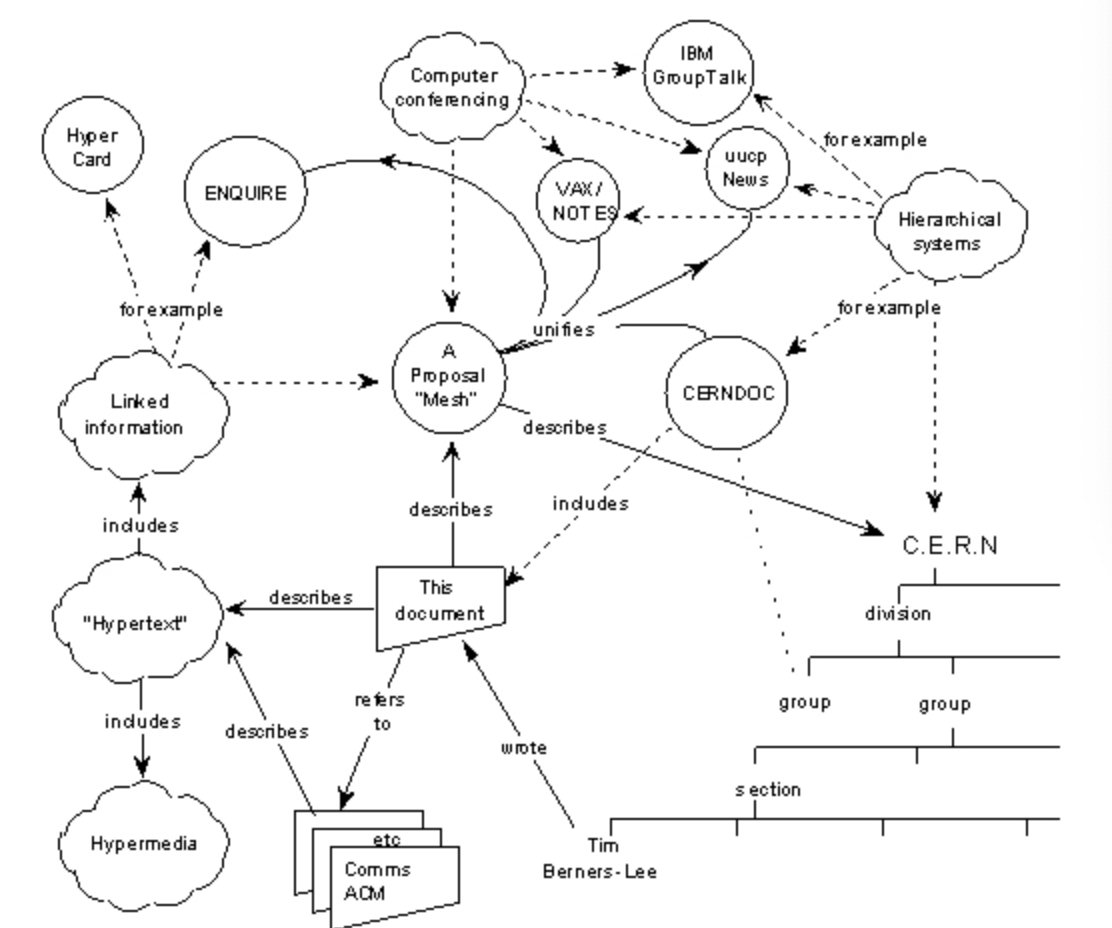 IBM
GroupTalk
Computer
conferencing
Hyper
Card
for example
uucp
News
ENQUIRE
VAX/
NOTES
Hierarchical
systems
for example
for example
unifies
A
Proposal
"Mesh"
CERNDOC
Linked
information
describes
includes
describes
includes
C.E.R.N
This
document
describes
division
"Hypertext"
refers
to
group
group
includes
describes
wrote
section
Hypermedia
etc
Tim
Berners-Lee
Comms
ACM